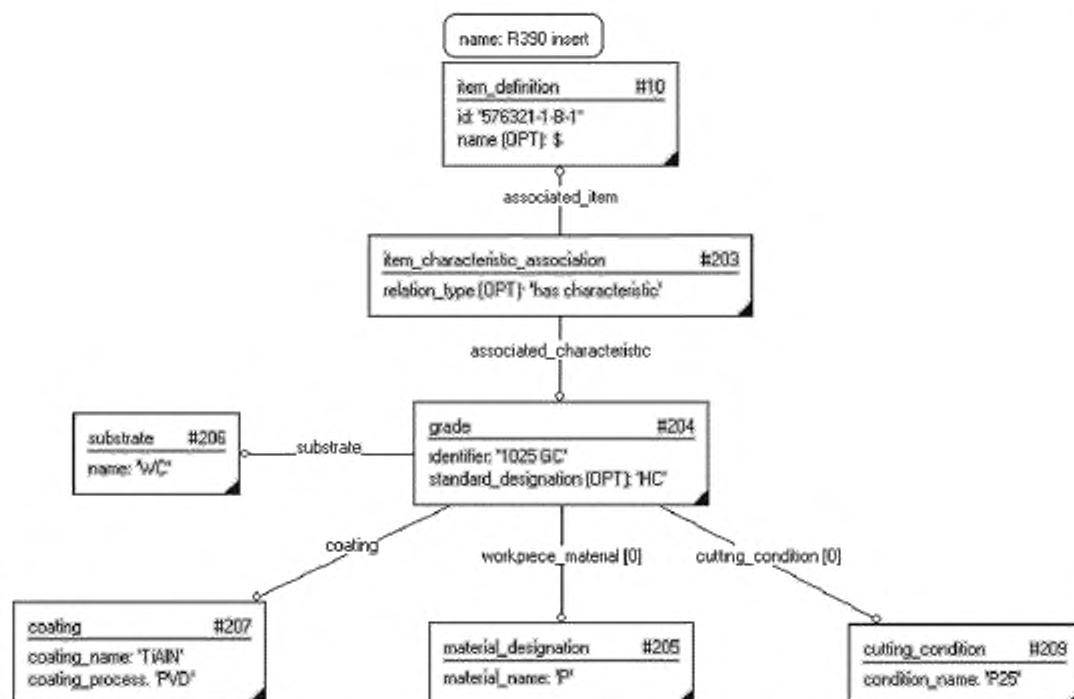 name: R390 insert
item_definition #10
id: "576321-1-B-1"
name (OPT): $
associated_item
item_characteristic_association #203
relation_type (OPT): "has characteristic"
associated_characteristic
grade #204
identifier: "1025 GC"
standard_designation (OPT): "HC"
substrate #206
name: "WC"
substrate
coating
workpiece_material [0]
cutting_condition [0]
coating #207
coating_name: "TiAlN"
coating_process: "PVD"
material_designation #205
material_name: "P"
cutting_condition #209
condition_name: "P25"